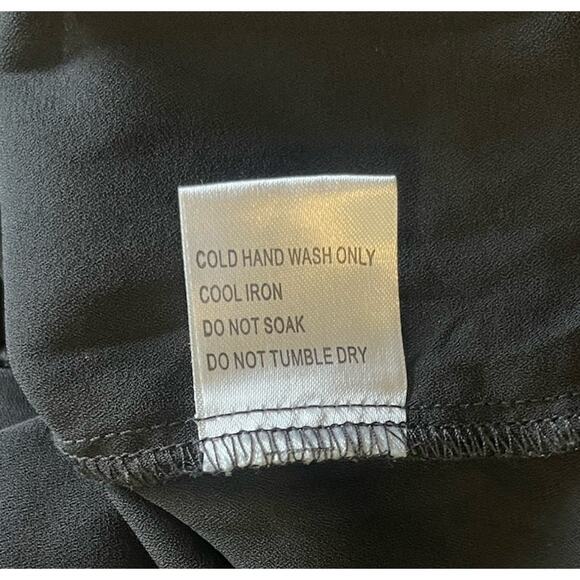 COLD HAND WASH ONLY
COOL IRON
DO NOT SOAK
DO NOT TUMBLE DRY